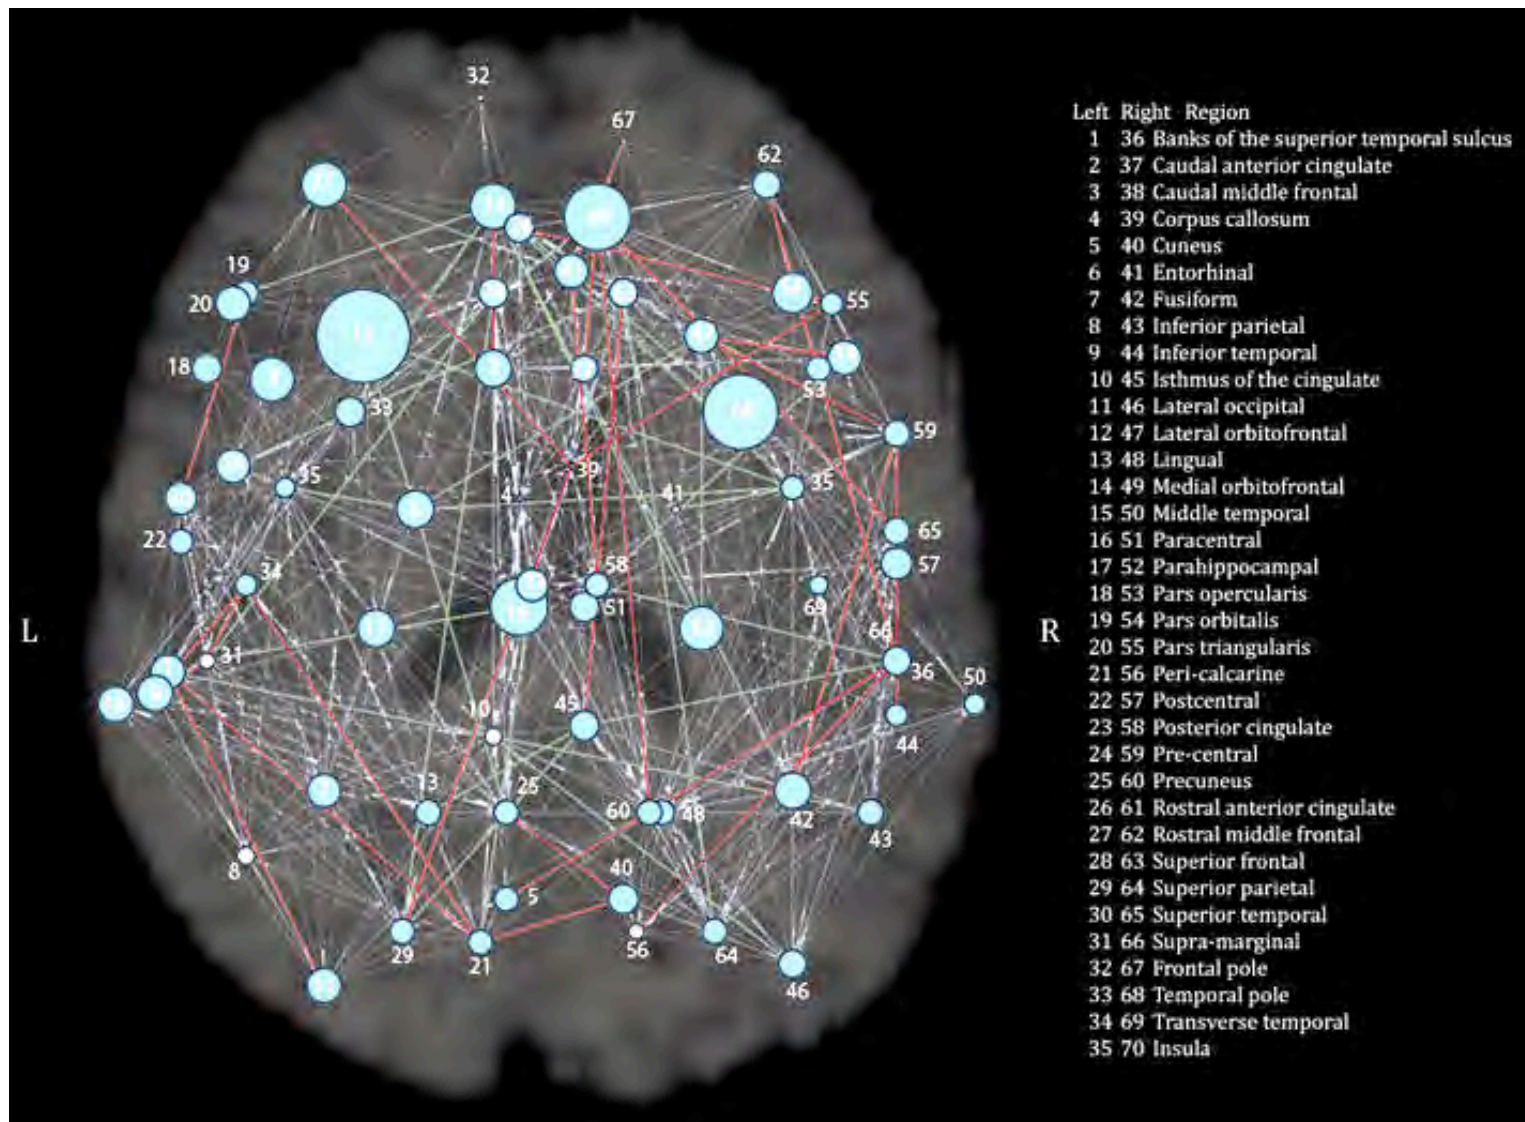 32
67
62
19
20
55
18
53
33
59
39
35
35
4
41
22
65
57
34
58
51
69
66
31
36
50
10
45
44
13
25
60
48
42
43
8
40
5
29
21
56
64
46
L
R
Left Right Region
1 36 Banks of the superior temporal sulcus
2 37 Caudal anterior cingulate
3 38 Caudal middle frontal
4 39 Corpus callosum
5 40 Cuneus
6 41 Entorhinal
7 42 Fusiform
8 43 Inferior parietal
9 44 Inferior temporal
10 45 Isthmus of the cingulate
11 46 Lateral occipital
12 47 Lateral orbitofrontal
13 48 Lingual
14 49 Medial orbitofrontal
15 50 Middle temporal
16 51 Paracentral
17 52 Parahippocampal
18 53 Pars opercularis
19 54 Pars orbitalis
20 55 Pars triangularis
21 56 Peri-calcarine
22 57 Postcentral
23 58 Posterior cingulate
24 59 Pre-central
25 60 Precuneus
26 61 Rostral anterior cingulate
27 62 Rostral middle frontal
28 63 Superior frontal
29 64 Superior parietal
30 65 Superior temporal
31 66 Supra-marginal
32 67 Frontal pole
33 68 Temporal pole
34 69 Transverse temporal
35 70 Insula